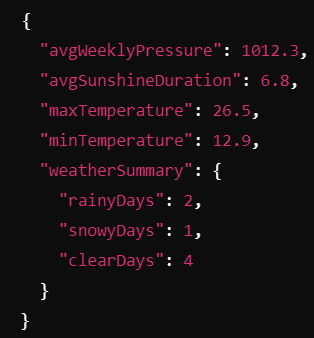 {
  "avgWeeklyPressure": 1012.3,
  "avgSunshineDuration": 6.8,
  "maxTemperature": 26.5,
  "minTemperature": 12.9,
  "weatherSummary": {
    "rainyDays": 2,
    "snowyDays": 1,
    "clearDays": 4
  }
}